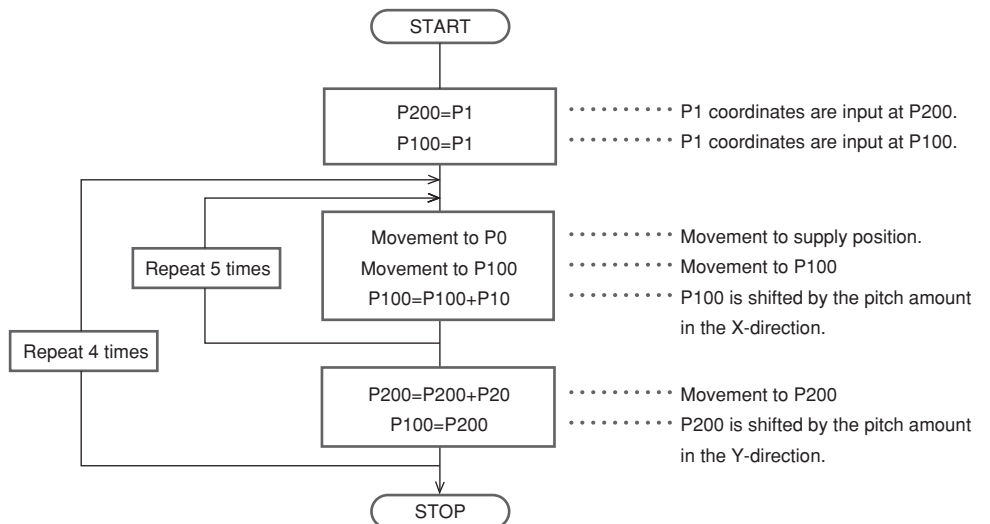 START
P200=P1
P100=P1
·········· P1 coordinates are input at P200.
·········· P1 coordinates are input at P100.
Movement to P0
Movement to P100
P100=P100+P10
·········· Movement to supply position.
·········· Movement to P100
·········· P100 is shifted by the pitch amount
in the X-direction.
Repeat 5 times
Repeat 4 times
P200=P200+P20
P100=P200
·········· Movement to P200
·········· P200 is shifted by the pitch amount
in the Y-direction.
STOP